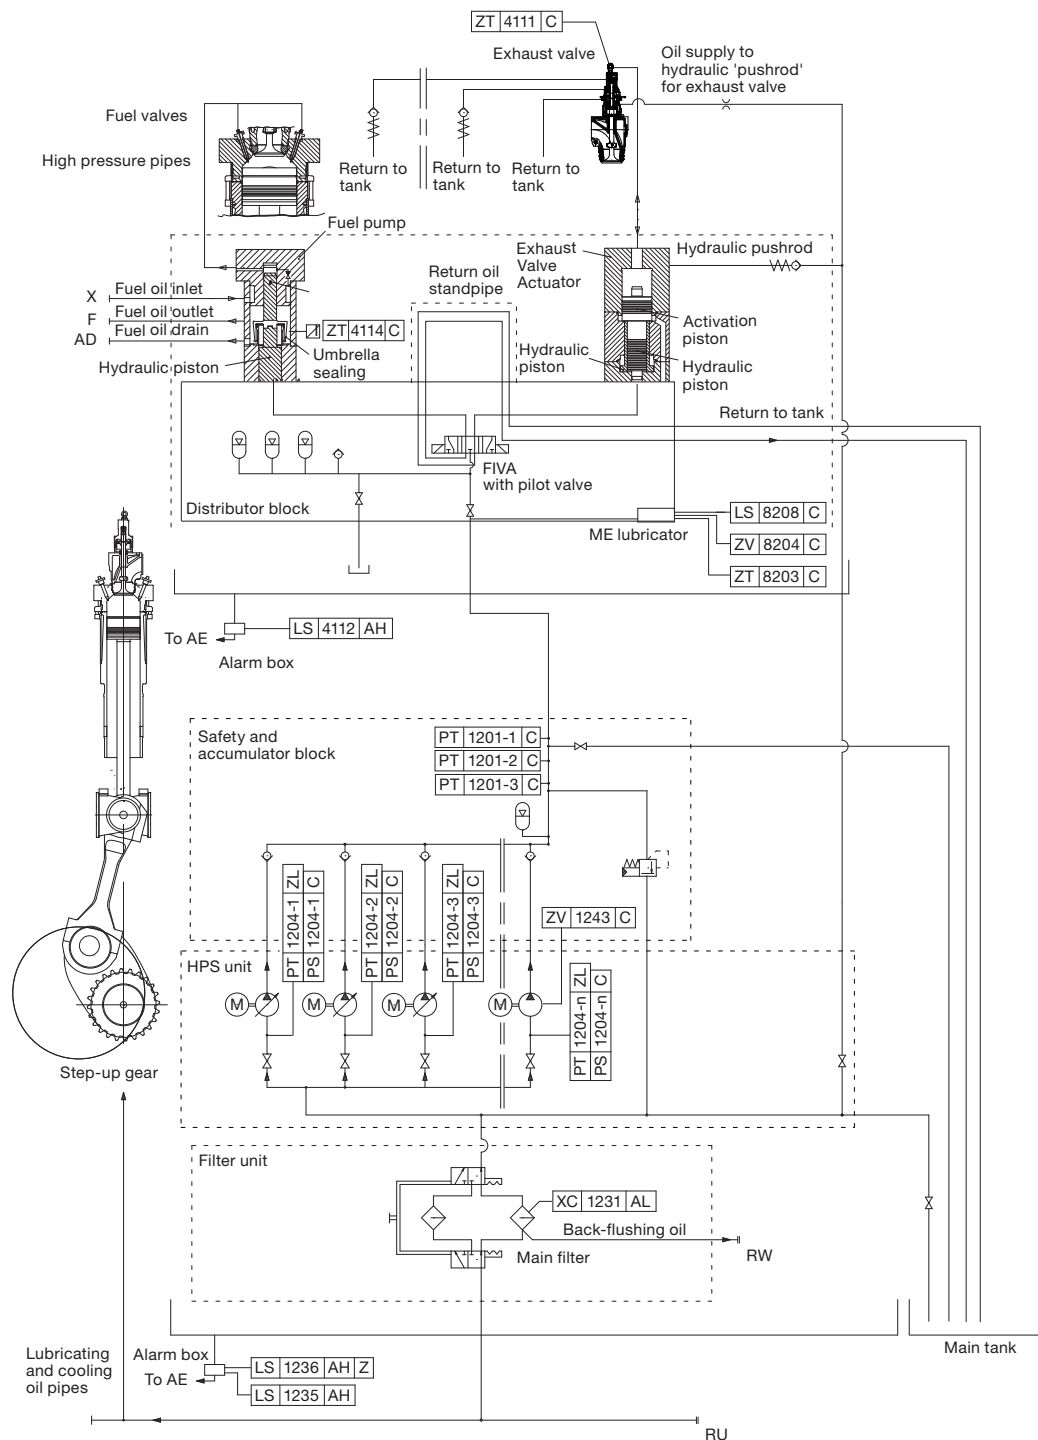 ZT 4111 C
Exhaust valve
Oil supply to
hydraulic 'pushrod'
for exhaust valve
Fuel valves
High pressure pipes
Return to
tank
Return to
tank
Return to
tank
Fuel pump
Exhaust
Valve
Actuator
Hydraulic pushrod
Return oil
standpipe
X
Fuel oil inlet
F
Fuel oil outlet
AD
Fuel oil drain
ZT 4114 C
Umbrella
sealing
Hydraulic piston
Activation
piston
Hydraulic
piston
Hydraulic
piston
Return to tank
FIVA
with pilot valve
Distributor block
ME lubricator
LS 8208 C
ZV 8204 C
ZT 8203 C
To AE
LS 4112 AH
Alarm box
Safety and
accumulator block
PT 1201-1 C
PT 1201-2 C
PT 1201-3 C
PT 1204-1 ZL
PS 1204-1 C
PT 1204-2 ZL
PS 1204-2 C
PT 1204-3 ZL
PS 1204-3 C
ZV 1243 C
HPS unit
M
M
M
M
PT 1204-n ZL
PS 1204-n C
Step-up gear
Filter unit
XC 1231 AL
Back-flushing oil
Main filter
RW
Main tank
Lubricating
and cooling
oil pipes
Alarm box
To AE
LS 1236 AH Z
LS 1235 AH
RU